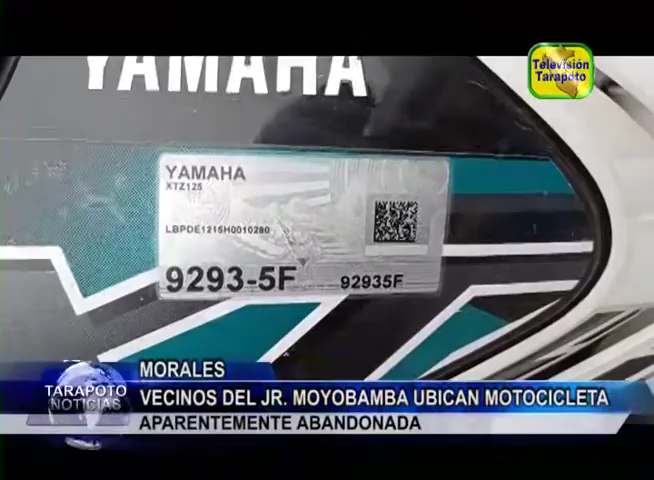 YAMAHA
Televisión
Tarapoto
YAMAHA
XTZ125
LBPDE1215H0010280
9293-5F
92935F
MORALES
TARAPOTO
NOTICIAS
VECINOS DEL JR. MOYOBAMBA UBICAN MOTOCICLETA
APARENTEMENTE ABANDONADA